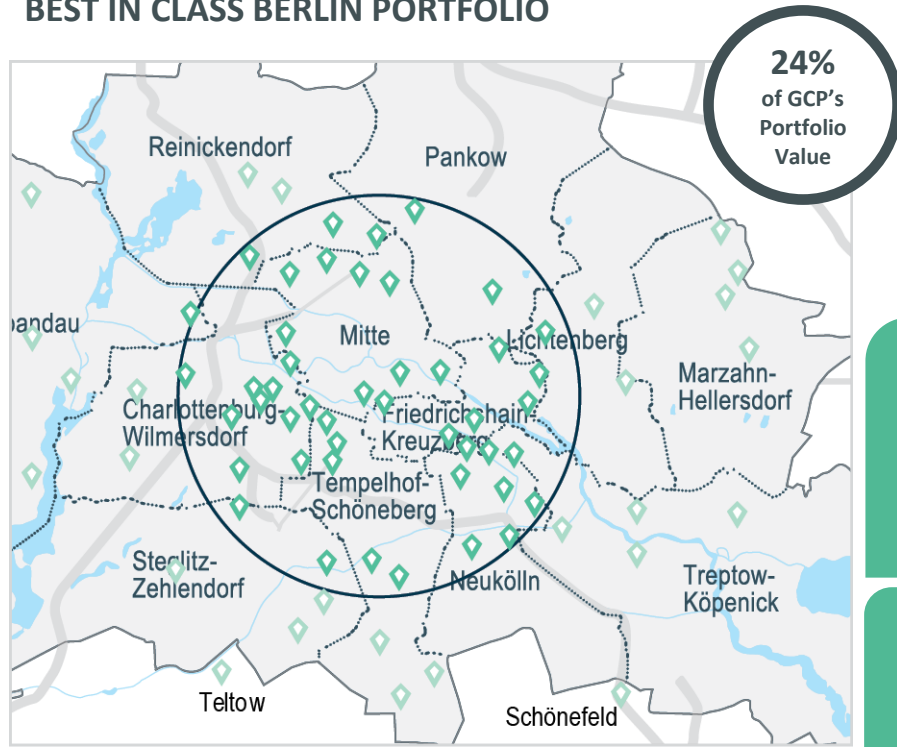 BEST IN CLASS BERLIN PORTFOLIO
24%
of GCP's
Portfolio
Value
Reinickendorf
Pankow
andau
Mitte
Lichtenberg
Marzahn-
Hellersdorf
Charlottenburg-
Wilmersdorf
Friedrichshain-
Kreuzberg
Tempelhof-
Schöneberg
Steglitz-
Zehlendorf
Neukölln
Treptow-
Köpenick
Teltow
Schönefeld